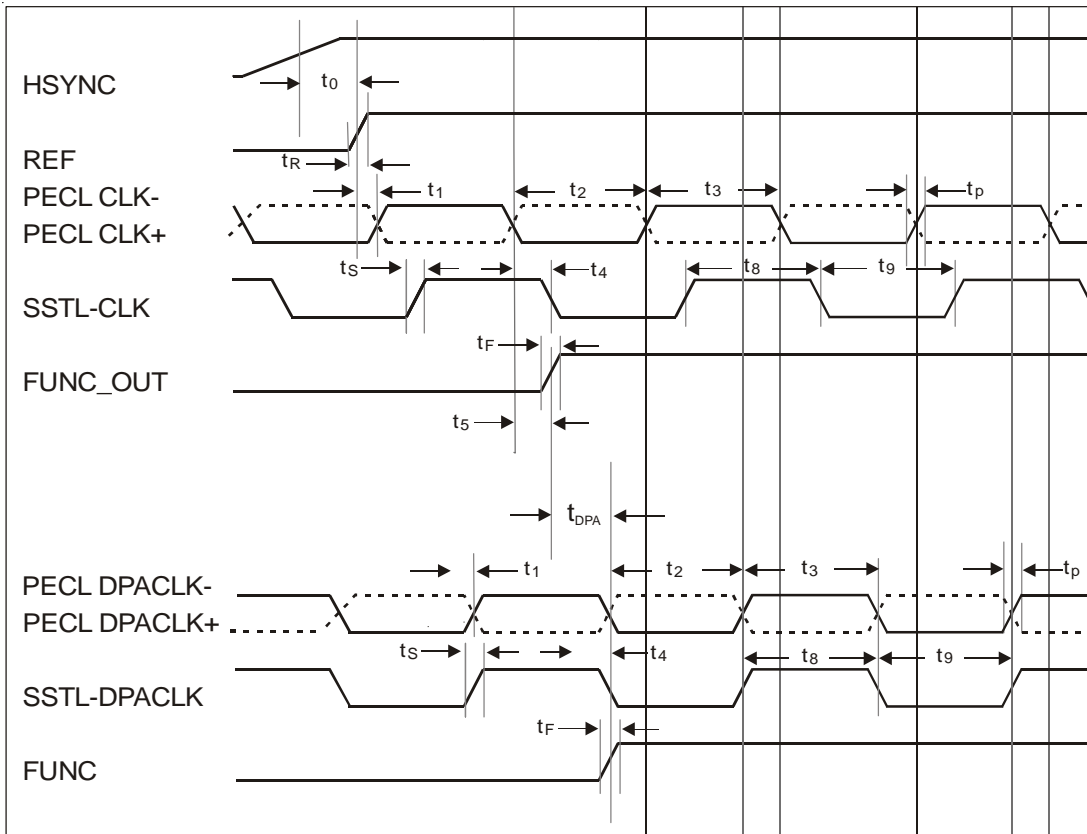 HSYNC
t0
REF
tR
PECL CLK-
t1
t2
t3
tp
PECL CLK+
tS
t4
t8
t9
SSTL-CLK
tF
FUNC_OUT
t5
tDPA
PECL DPACLK-
t1
t2
t3
tp
PECL DPACLK+
tS
t4
t8
t9
SSTL-DPACLK
tF
FUNC